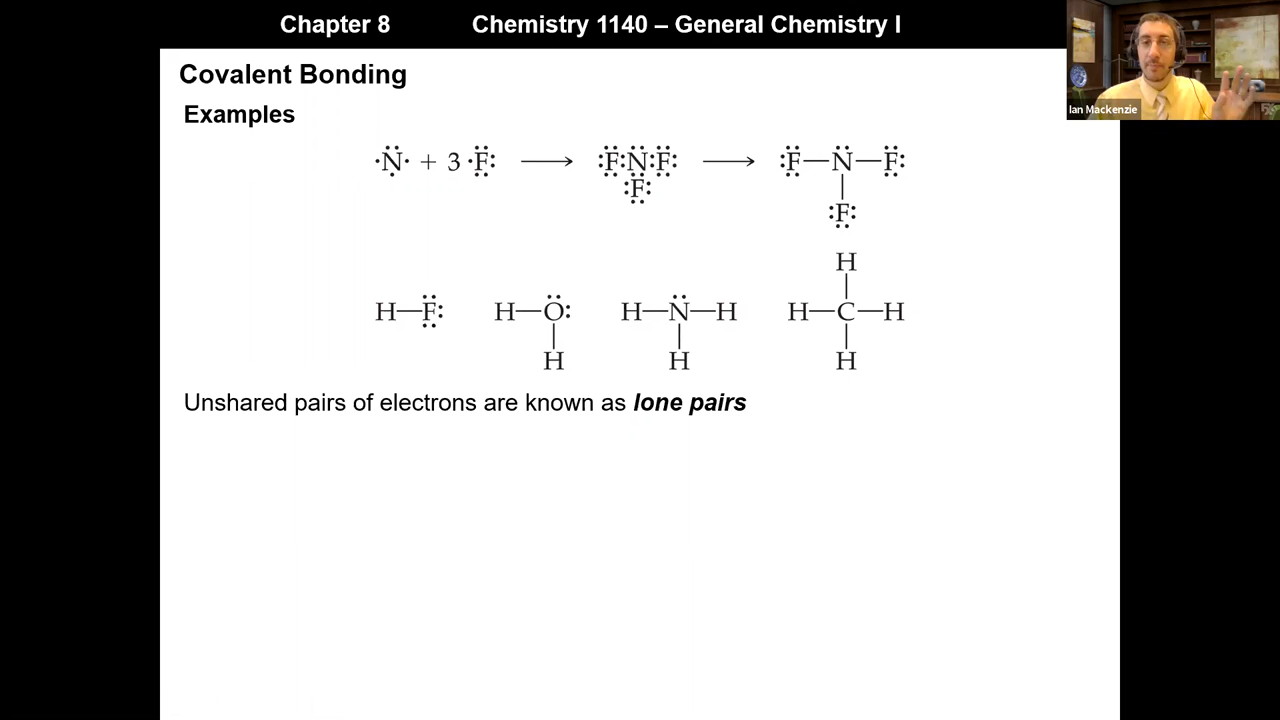 Chapter 8 Chemistry 1140 – General Chemistry I
Ian Mackenzie
Covalent Bonding
Examples
·N̈· + 3 ·F̈: ⟶ :F̈:N̈:F̈: ⟶ :F̈—N̈—F̈:
:F̈: :F̈:
H
H—F̈: H—Ö: H—N̈—H H—C—H
H H H
Unshared pairs of electrons are known as lone pairs